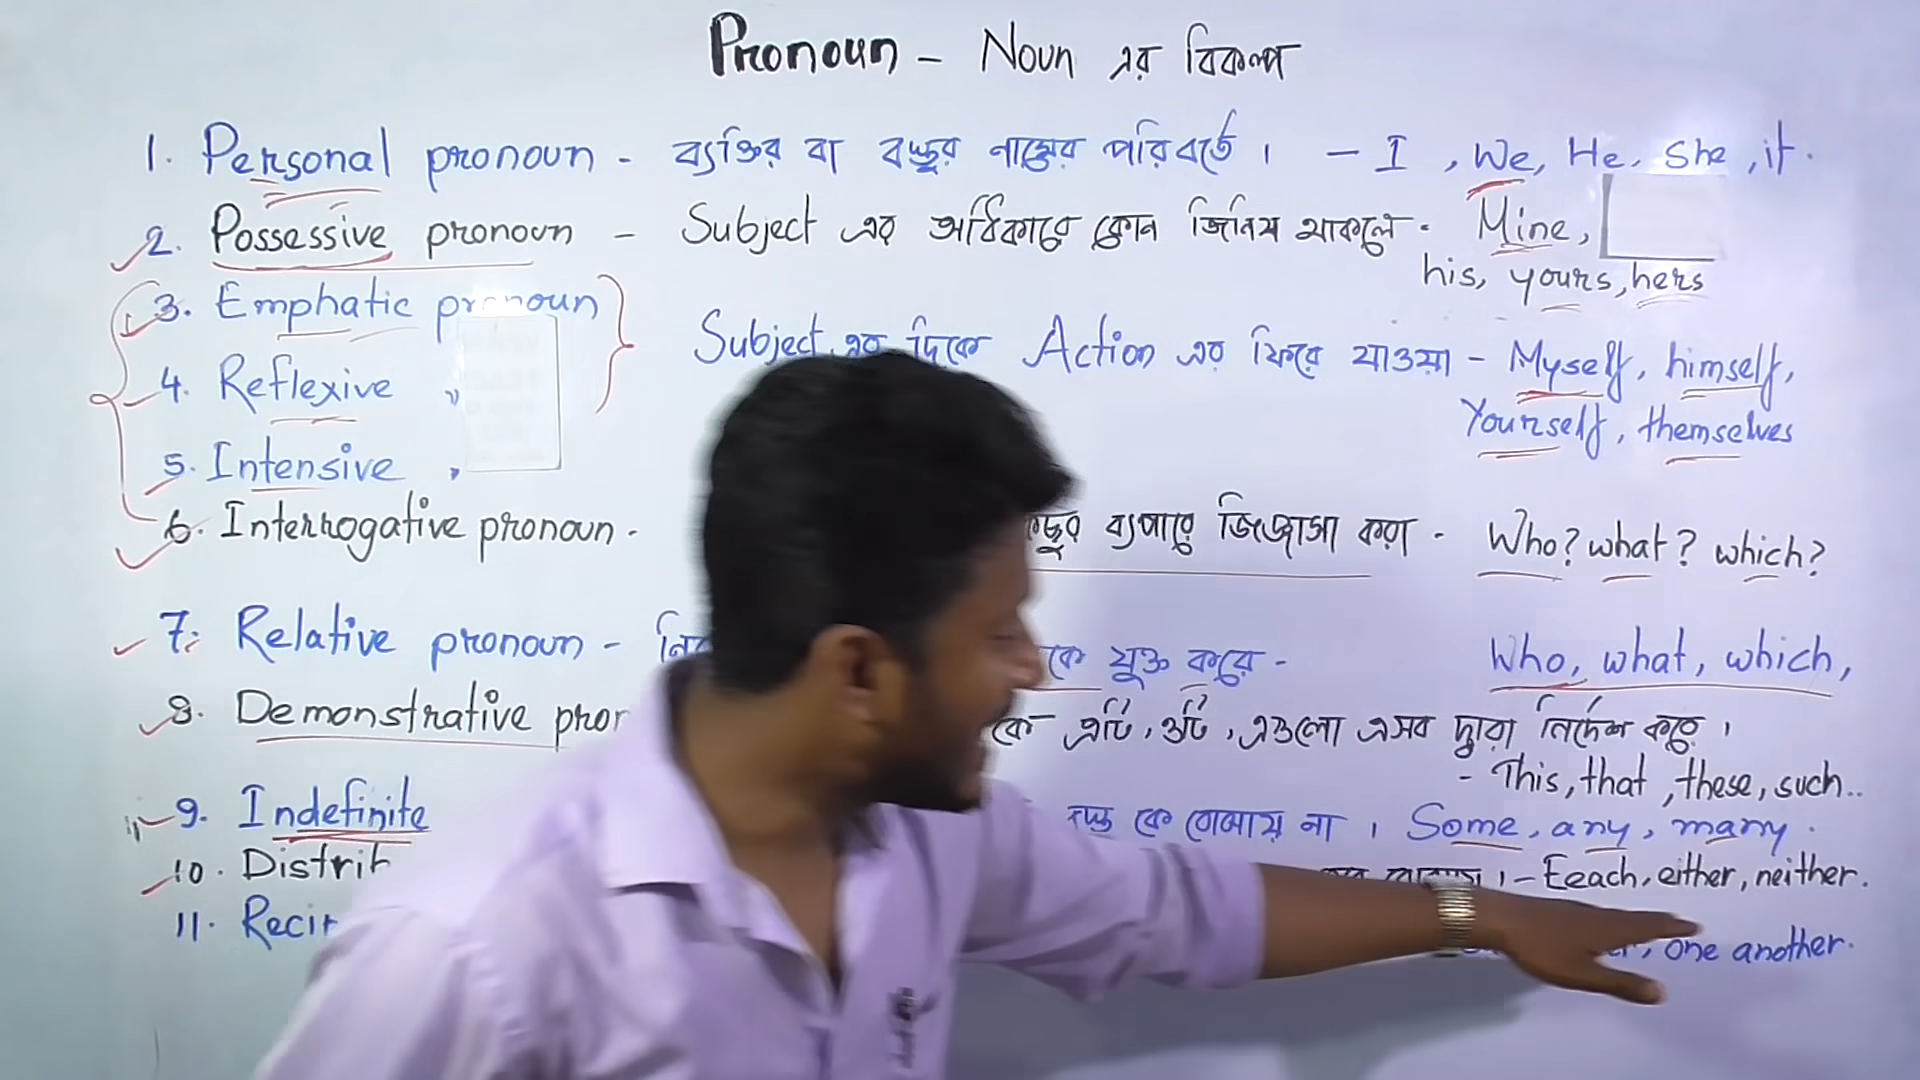 Pronoun - Noun এর বিকল্প
1. Personal pronoun - ব্যক্তির বা বস্তুর নামের পরিবর্তে । - I , We, He, She, it.
2. Possessive pronoun - Subject এর অধিকারে কোন জিনিষ থাকলে - Mine,
his, yours, hers
3. Emphatic pronoun
Subject এর দিকে Action এর ফিরে যাওয়া - Myself, himself,
4. Reflexive "
Yourself, themselves
5. Intensive ,
6. Interrogative pronoun - ব্যপারে জিজ্ঞাসা করা - Who? what? which?
7. Relative pronoun - কে যুক্ত করে - Who, what, which,
8. Demonstrative কে এটি, ওটি, এগুলো এসব দ্বারা নির্দেশ করে ।
- This, that, these, such..
9. Indefinite কে বোঝায় না । Some, any, many.
10. - Eeach, either, neither.
11. one another.